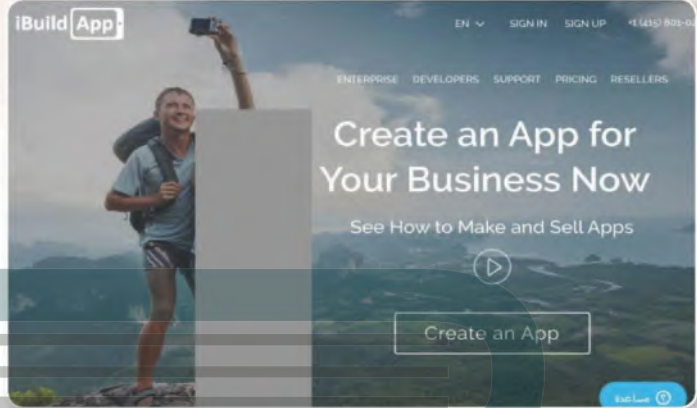 iBuild App
EN SIGN IN SIGN UP
ENTERPRISE DEVELOPERS SUPPORT PRICING RESELLERS
Create an App for
Your Business Now
See How to Make and Sell Apps
Create an App
مساعدة